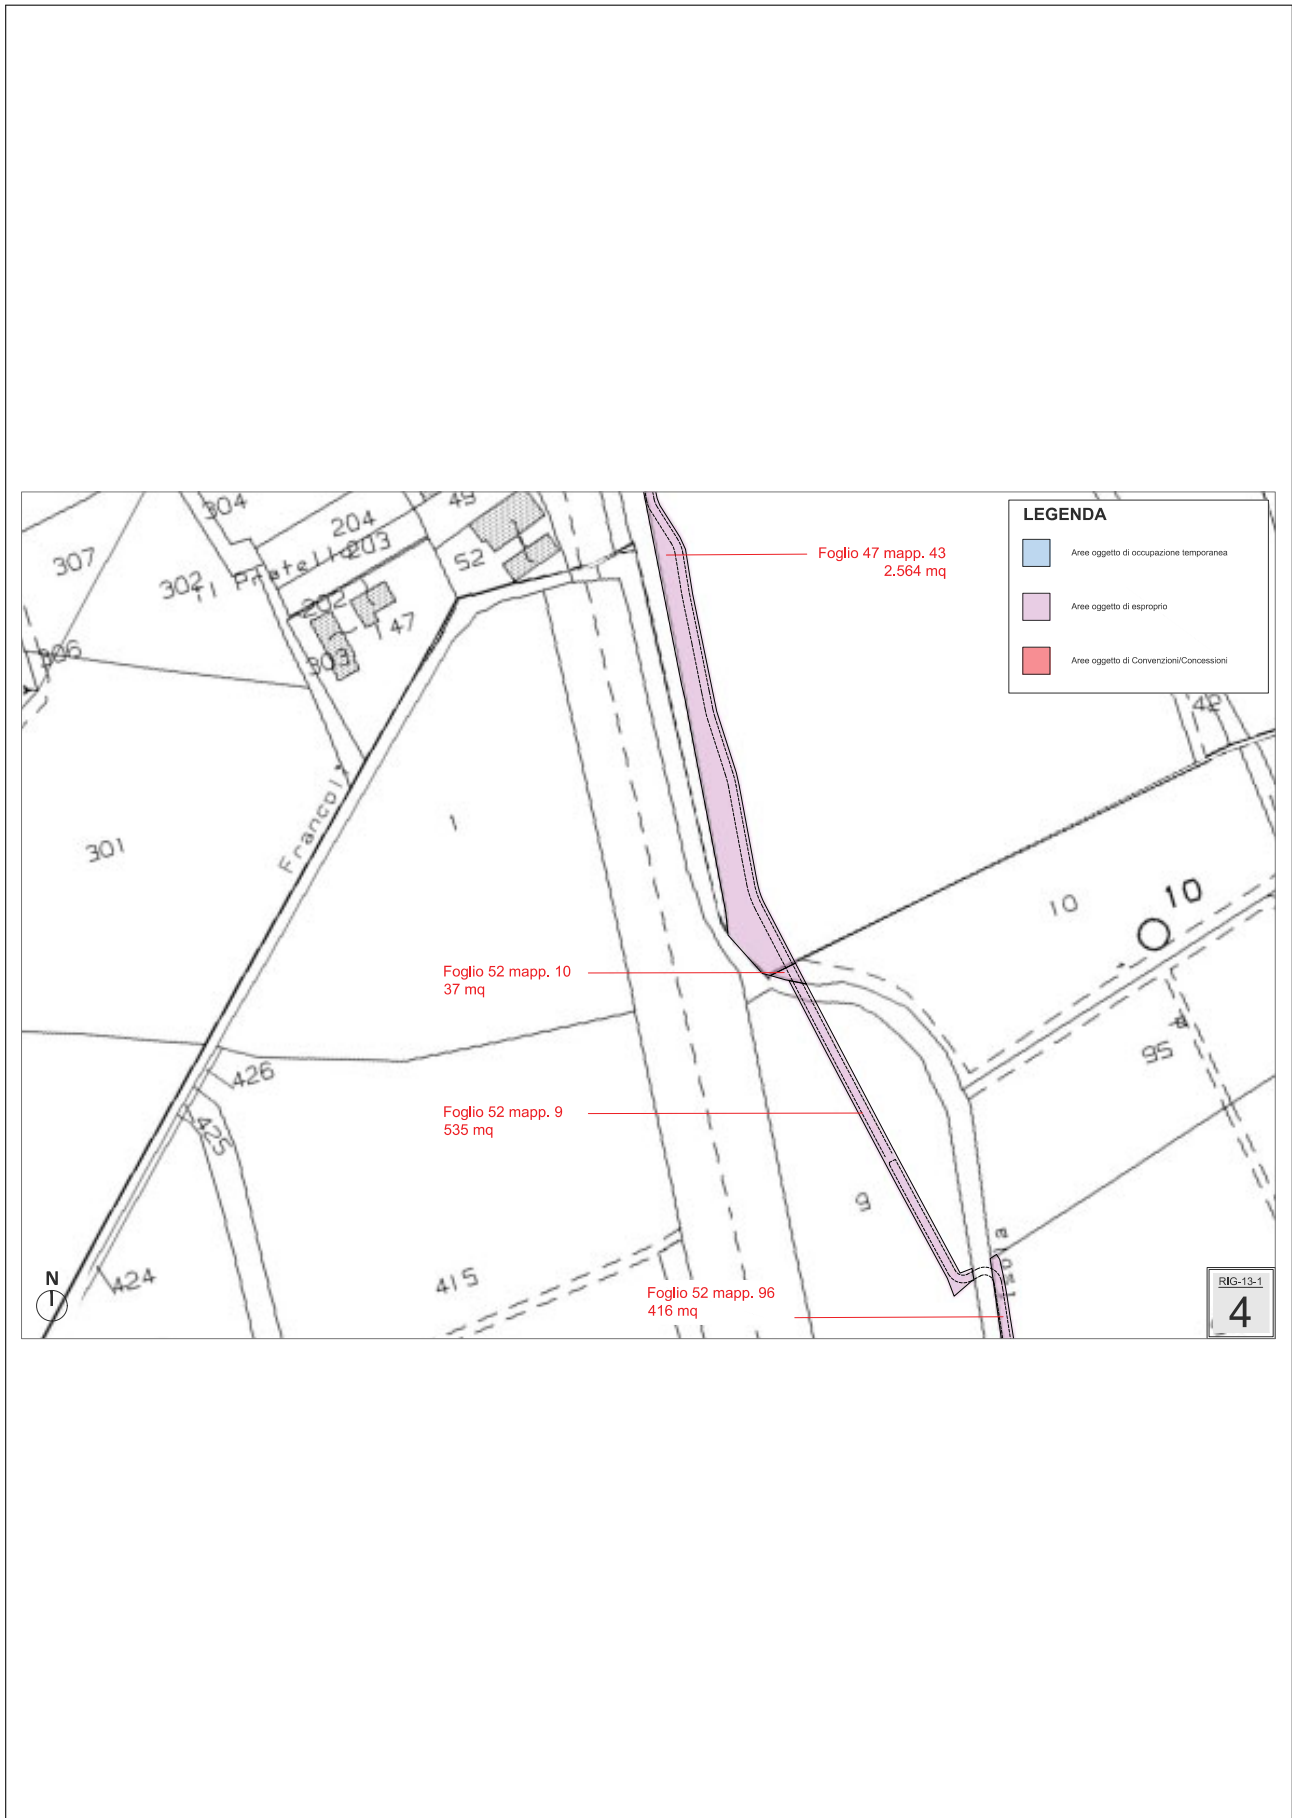 304
49
204
203
307
302
il Pratello
52
202
147
303
306
Foglio 47 mapp. 43
2.564 mq
LEGENDA
Aree oggetto di occupazione temporanea
Aree oggetto di esproprio
Aree oggetto di Convenzioni/Concessioni
42
301
1
10
10
Foglio 52 mapp. 10
37 mq
426
425
95
Foglio 52 mapp. 9
535 mq
9
424
415
Foglio 52 mapp. 96
416 mq
N
RIG-13-1
4